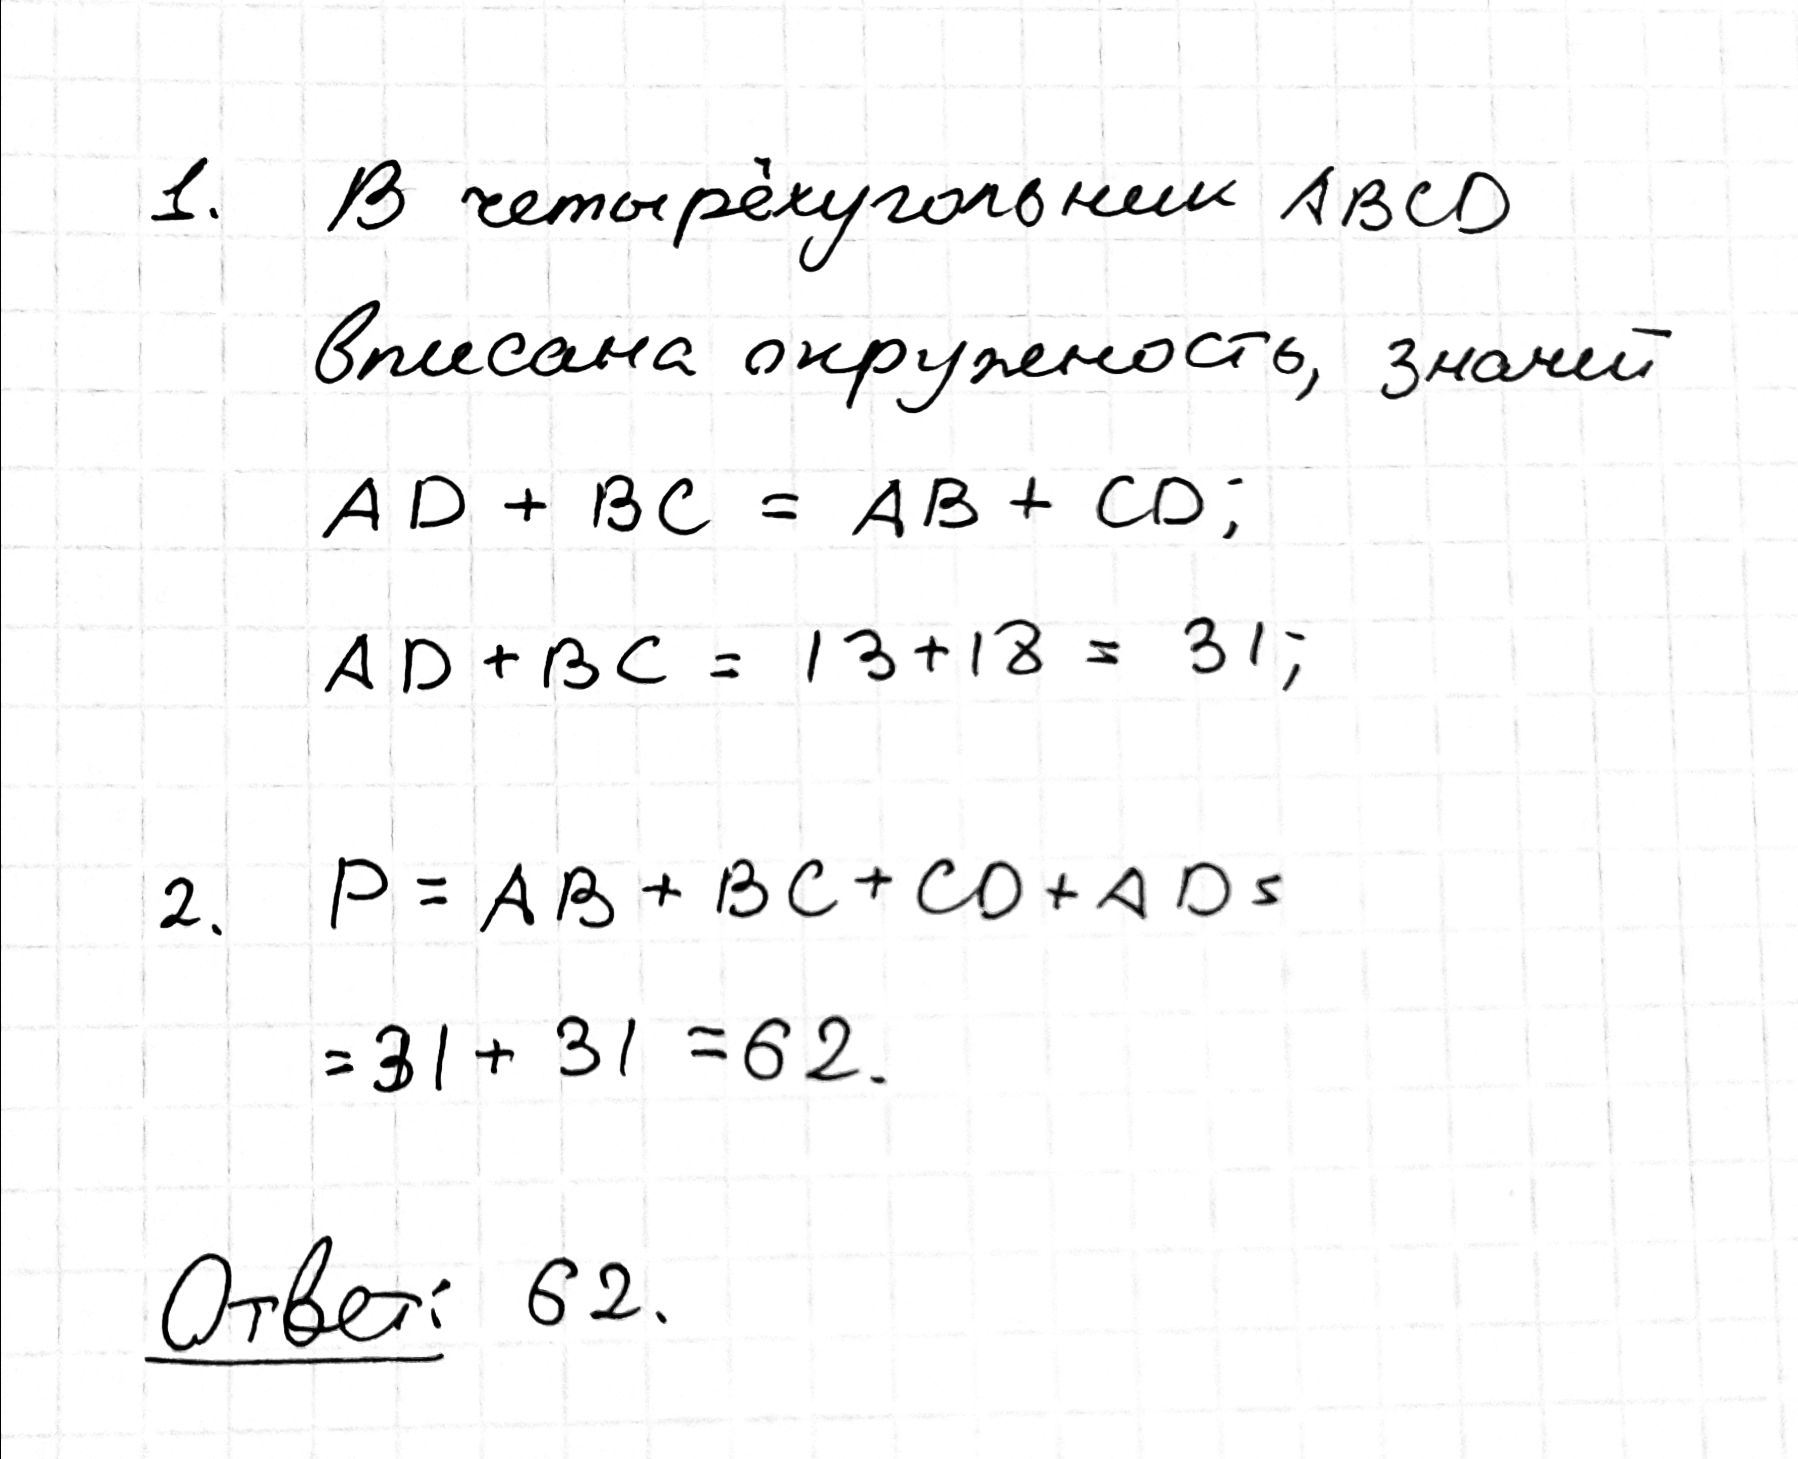 1. В четырёхугольник ABCD
вписана окружность, значит
AD + BC = AB + CD;
AD + BC = 13 + 18 = 31;
2. P = AB + BC + CD + AD =
= 31 + 31 = 62.
Ответ: 62.